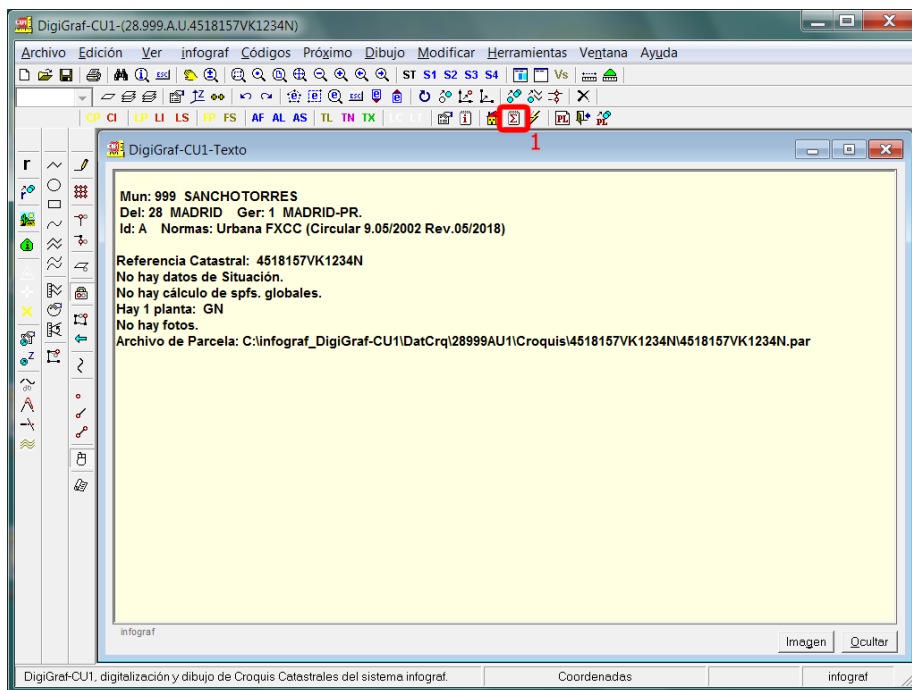 DigiGraf-CU1-(28.999.A.U.4518157VK1234N)
Archivo Edición Ver infograf Códigos Próximo Dibujo Modificar Herramientas Ventana Ayuda
ST S1 S2 S3 S4 Vs
CP CI LP LI LS FP FS AF AL AS TL TN TX LC LT PL PL
1
DigiGraf-CU1-Texto
Mun: 999 SANCHOTORRES
Del: 28 MADRID Ger: 1 MADRID-PR.
Id: A Normas: Urbana FXCC (Circular 9.05/2002 Rev.05/2018)
Referencia Catastral: 4518157VK1234N
No hay datos de Situación.
No hay cálculo de spfs. globales.
Hay 1 planta: GN
No hay fotos.
Archivo de Parcela: C:\infograf_DigiGraf-CU1\DatCrq\28999AU1\Croquis\4518157VK1234N\4518157VK1234N.par
infograf
Imagen Ocultar
DigiGraf-CU1, digitalización y dibujo de Croquis Catastrales del sistema infograf. Coordenadas infograf